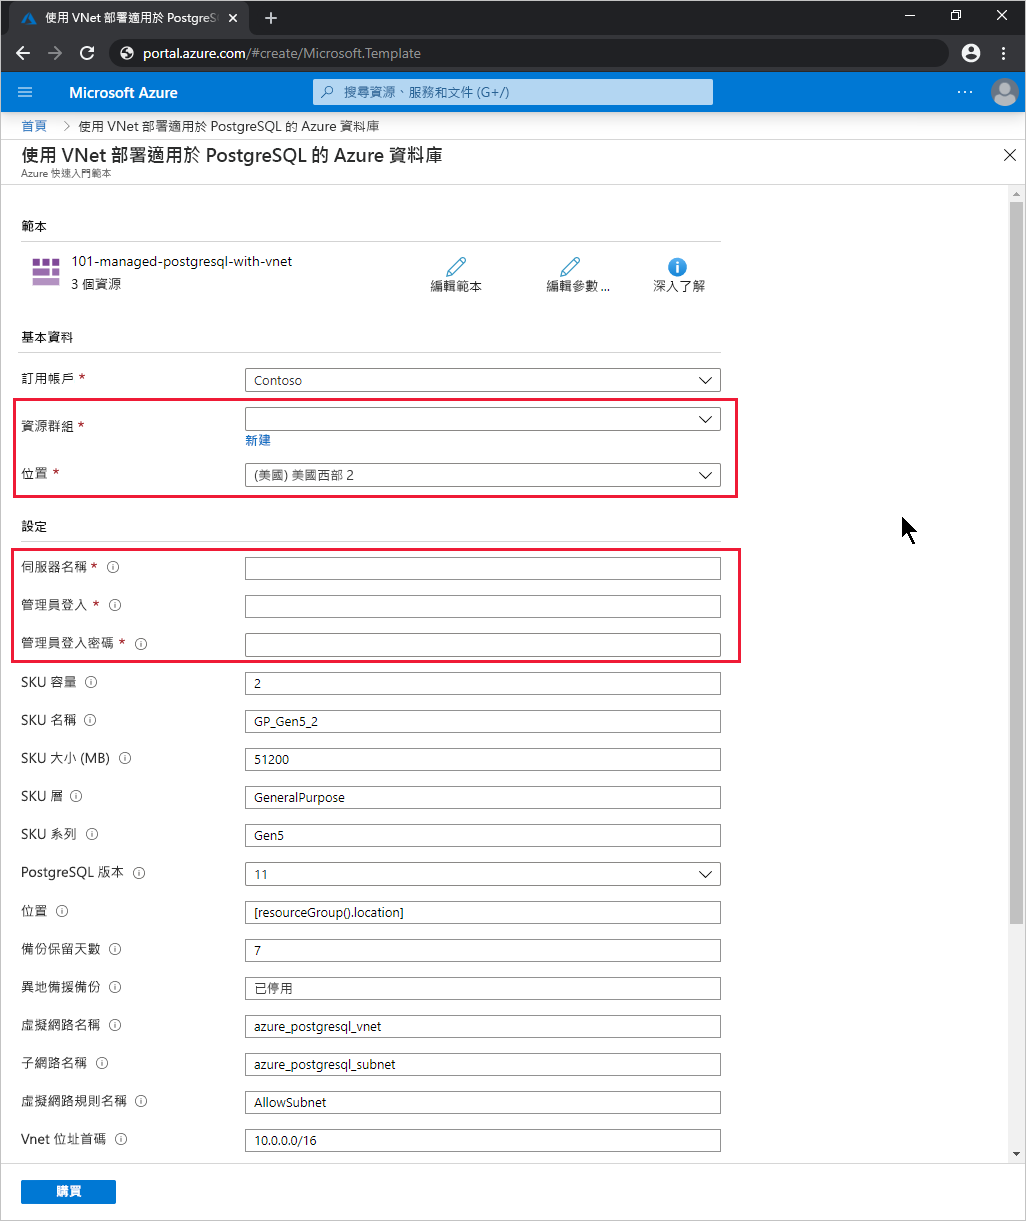 使用 VNet 部署適用於 PostgreS
portal.azure.com/#create/Microsoft.Template
Microsoft Azure
搜尋資源、服務和文件 (G+/)
首頁 > 使用 VNet 部署適用於 PostgreSQL 的 Azure 資料庫
使用 VNet 部署適用於 PostgreSQL 的 Azure 資料庫
Azure 快速入門範本
範本
101-managed-postgresql-with-vnet
3 個資源
編輯範本
編輯參數 ...
深入了解
基本資料
訂用帳戶 * Contoso
資源群組 *
新建
位置 * (美國) 美國西部 2
設定
伺服器名稱 *
管理員登入 *
管理員登入密碼 *
SKU 容量 2
SKU 名稱 GP_Gen5_2
SKU 大小 (MB) 51200
SKU 層 GeneralPurpose
SKU 系列 Gen5
PostgreSQL 版本 11
位置 [resourceGroup().location]
備份保留天數 7
異地備援備份 已停用
虛擬網路名稱 azure_postgresql_vnet
子網路名稱 azure_postgresql_subnet
虛擬網路規則名稱 AllowSubnet
Vnet 位址首碼 10.0.0.0/16
購買